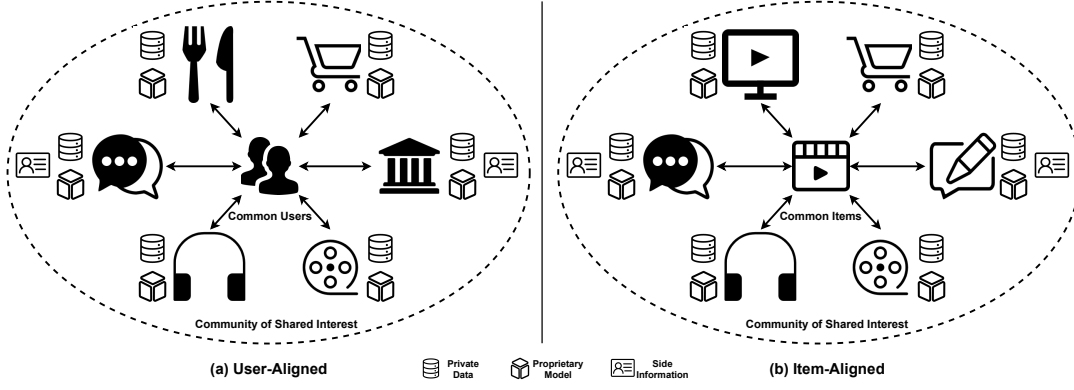 Common Users
Community of Shared Interest
(a) User-Aligned
Common Items
Community of Shared Interest
(b) Item-Aligned
Private
Data
Proprietary
Model
Side
Information